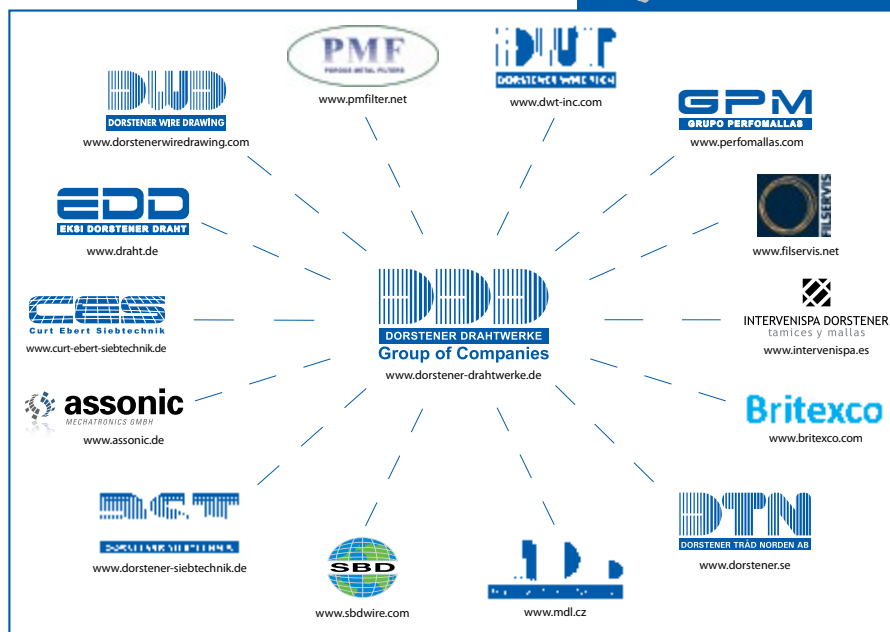 PMF
POROUS METAL FILTERS
www.pmfilter.net
DWT
DORSTENER WIRE TECH
www.dwt-inc.com
DWD
DORSTENER WIRE DRAWING
www.dorstenerwiredrawing.com
GPM
GRUPO PERFOMALLAS
www.perfomallas.com
EDD
EKSI DORSTENER DRAHT
www.draht.de
FILSERVIS
www.filservis.net
DDD
DORSTENER DRAHTWERKE
Group of Companies
www.dorstener-drahtwerke.de
CES
Curt Ebert Siebtechnik
www.curt-ebert-siebtechnik.de
INTERVENISPA DORSTENER
tamices y mallas
www.intervenispa.es
assonic
MECHATRONICS GMBH
www.assonic.de
Britexco
www.britexco.com
DST
www.dorstener-siebtechnik.de
SBD
www.sbdwire.com
www.mdl.cz
DTN
DORSTENER TRÅD NORDEN AB
www.dorstener.se